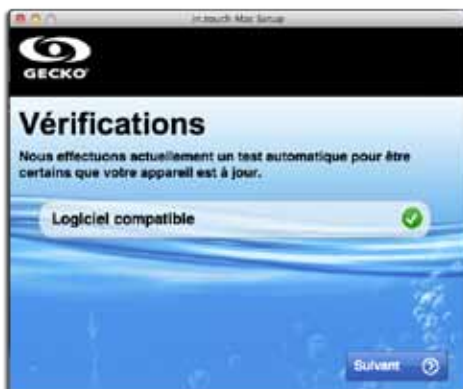 in.touch Mac Setup
GECKO
Vérifications
Nous effectuons actuellement un test automatique pour être
certains que votre appareil est à jour.
Logiciel compatible
Suivant